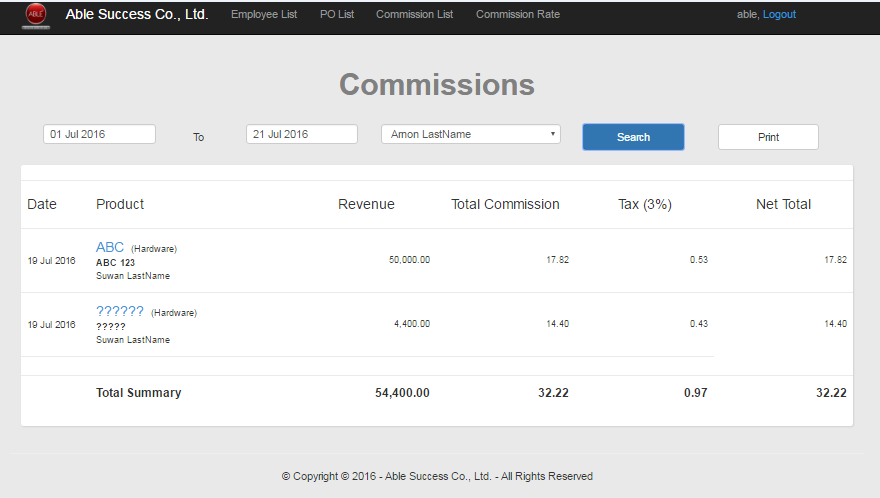 ABLE
Able Success Co., Ltd. Employee List PO List Commission List Commission Rate able, Logout
Commissions
01 Jul 2016 To 21 Jul 2016 Amon LastName Search Print
Date Product Revenue Total Commission Tax (3%) Net Total
ABC (Hardware)
19 Jul 2016 ABC 123 50,000.00 17.82 0.53 17.82
Suwan LastName
?????? (Hardware)
19 Jul 2016 ????? 4,400.00 14.40 0.43 14.40
Suwan LastName
Total Summary 54,400.00 32.22 0.97 32.22
© Copyright © 2016 - Able Success Co., Ltd. - All Rights Reserved